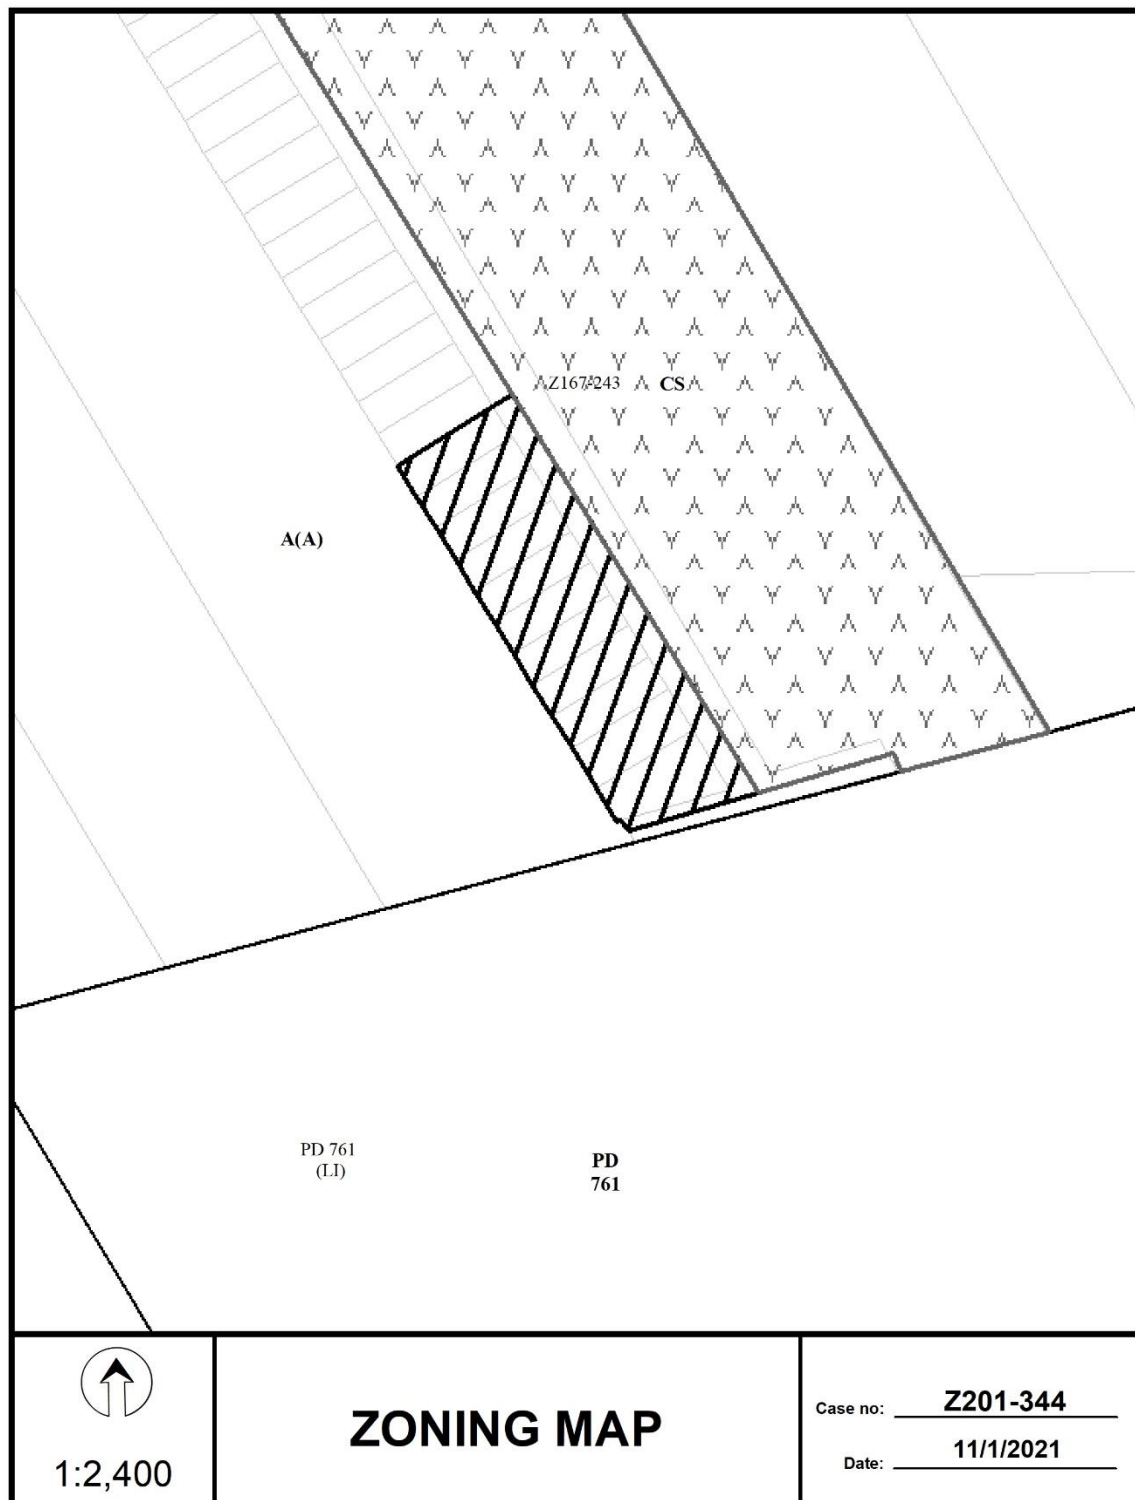 Z167-243
CS
A(A)
PD 761
(LI)
PD
761
1:2,400
ZONING MAP
Case no: Z201-344
Date: 11/1/2021